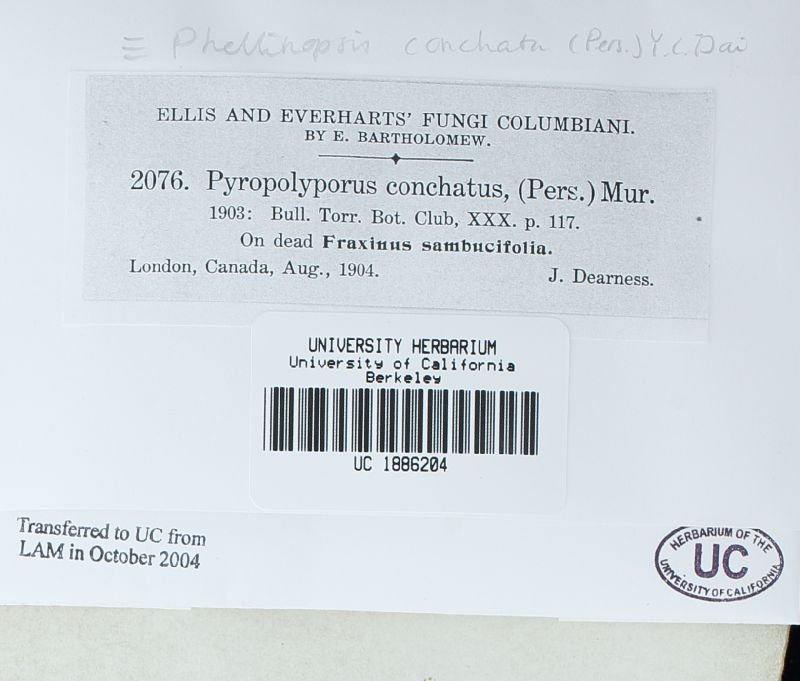 ≡ Phellinopsis conchata (Pers.) Y.C. Dai
ELLIS AND EVERHARTS' FUNGI COLUMBIANI.
BY E. BARTHOLOMEW.
2076. Pyropolyporus conchatus, (Pers.) Mur.
1903: Bull. Torr. Bot. Club, XXX. p. 117.
On dead Fraxinus sambucifolia.
London, Canada, Aug., 1904. J. Dearness.
UNIVERSITY HERBARIUM
University of California
Berkeley
UC 1886204
Transferred to UC from
LAM in October 2004
HERBARIUM OF THE
UC
UNIVERSITY OF CALIFORNIA